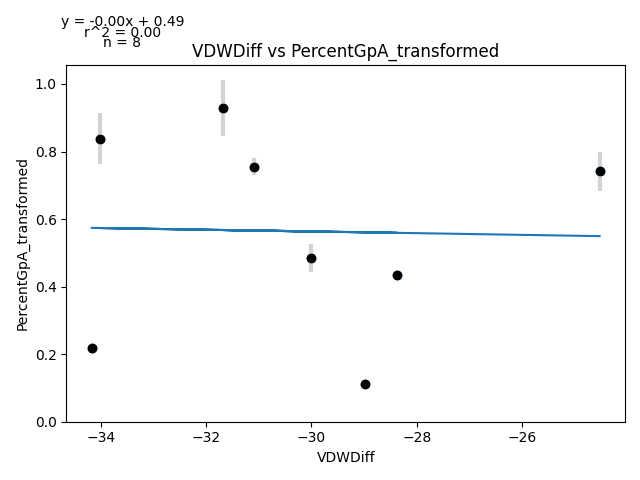 y = -0.00x + 0.49
r^2 = 0.00
n = 8
VDWDiff vs PercentGpA_transformed
PercentGpA_transformed
1.0
0.8
0.6
0.4
0.2
0.0
−34
−32
−30
−28
−26
VDWDiff